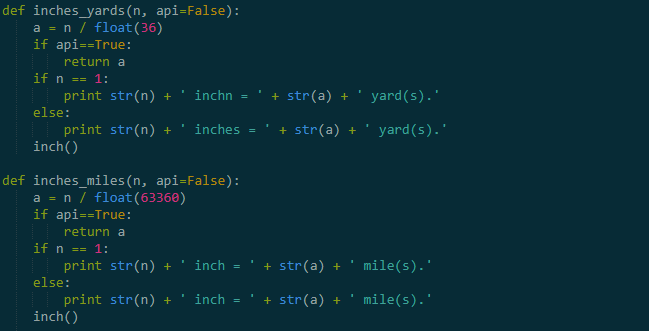 def inches_yards(n, api=False):
    a = n / float(36)
    if api==True:
        return a
    if n == 1:
        print str(n) + ' inchn = ' + str(a) + ' yard(s).'
    else:
        print str(n) + ' inches = ' + str(a) + ' yard(s).'
    inch()

def inches_miles(n, api=False):
    a = n / float(63360)
    if api==True:
        return a
    if n == 1:
        print str(n) + ' inch = ' + str(a) + ' mile(s).'
    else:
        print str(n) + ' inch = ' + str(a) + ' mile(s).'
    inch()